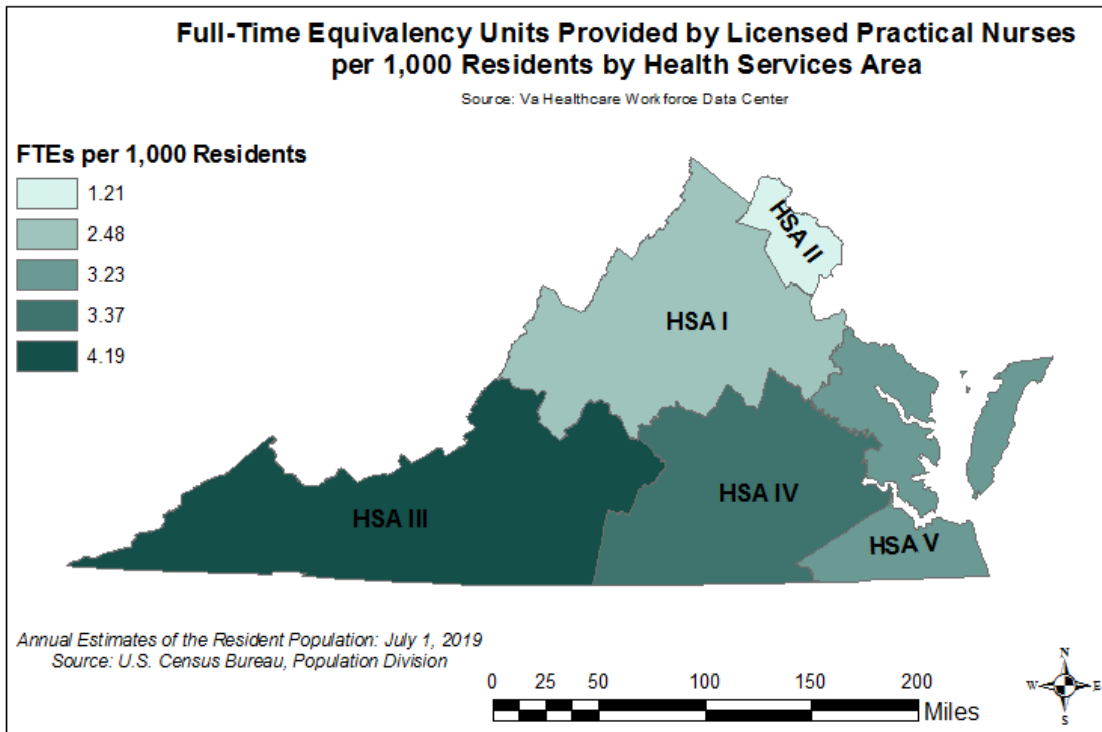 Full-Time Equivalency Units Provided by Licensed Practical Nurses
per 1,000 Residents by Health Services Area
Source: Va Healthcare Workforce Data Center
FTEs per 1,000 Residents
1.21
2.48
3.23
3.37
4.19
HSA II
HSA I
HSA III
HSA IV
HSA V
Annual Estimates of the Resident Population: July 1, 2019
Source: U.S. Census Bureau, Population Division
0 25 50 100 150 200
Miles
N
W E
S